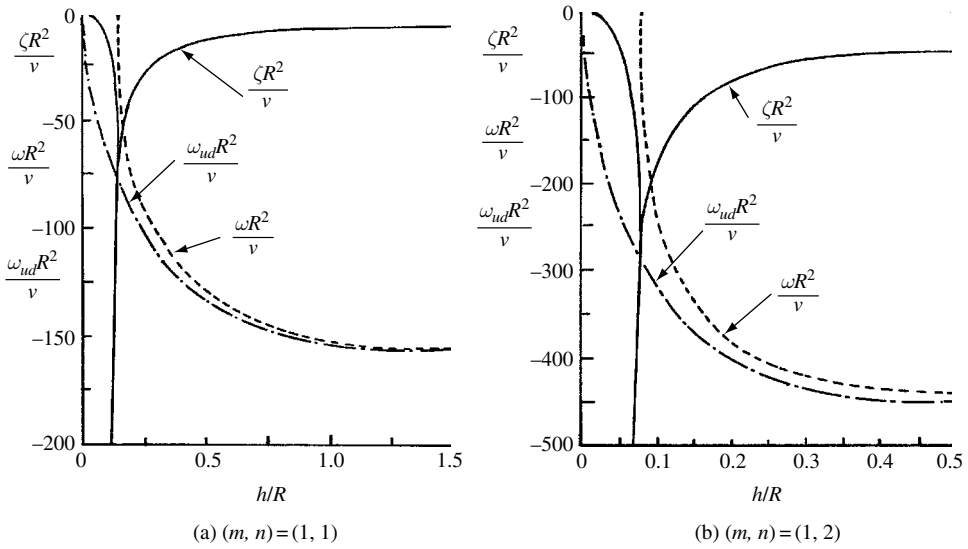 0
–50
–100
–150
–200
ζR²/ν
ωR²/ν
ω_udR²/ν
ζR²/ν
ω_udR²/ν
ωR²/ν
0 0.5 1.0 1.5
h/R
(a) (m, n) = (1, 1)
0
–100
–200
–300
–400
–500
ζR²/ν
ωR²/ν
ω_udR²/ν
ζR²/ν
ω_udR²/ν
ωR²/ν
0 0.1 0.2 0.3 0.4 0.5
h/R
(b) (m, n) = (1, 2)